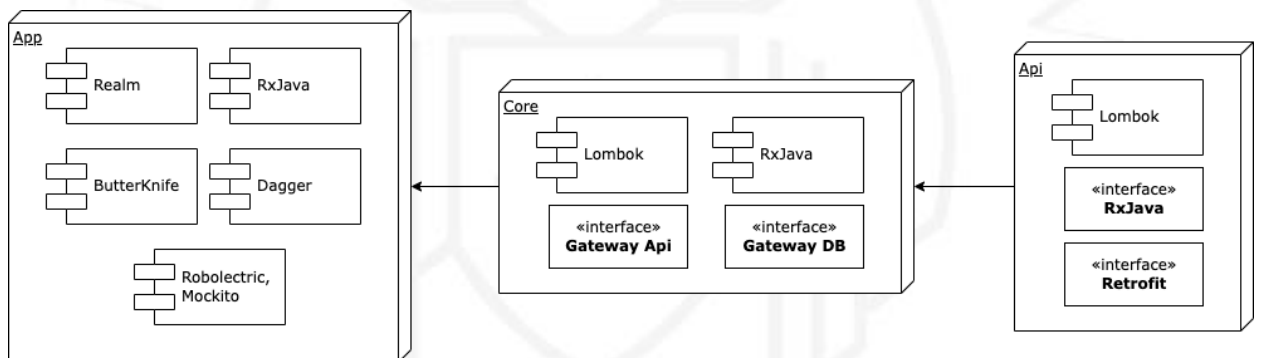 App
Realm
RxJava
ButterKnife
Dagger
Robolectric,
Mockito
Core
Lombok
RxJava
«interface»
Gateway Api
«interface»
Gateway DB
Api
Lombok
«interface»
RxJava
«interface»
Retrofit